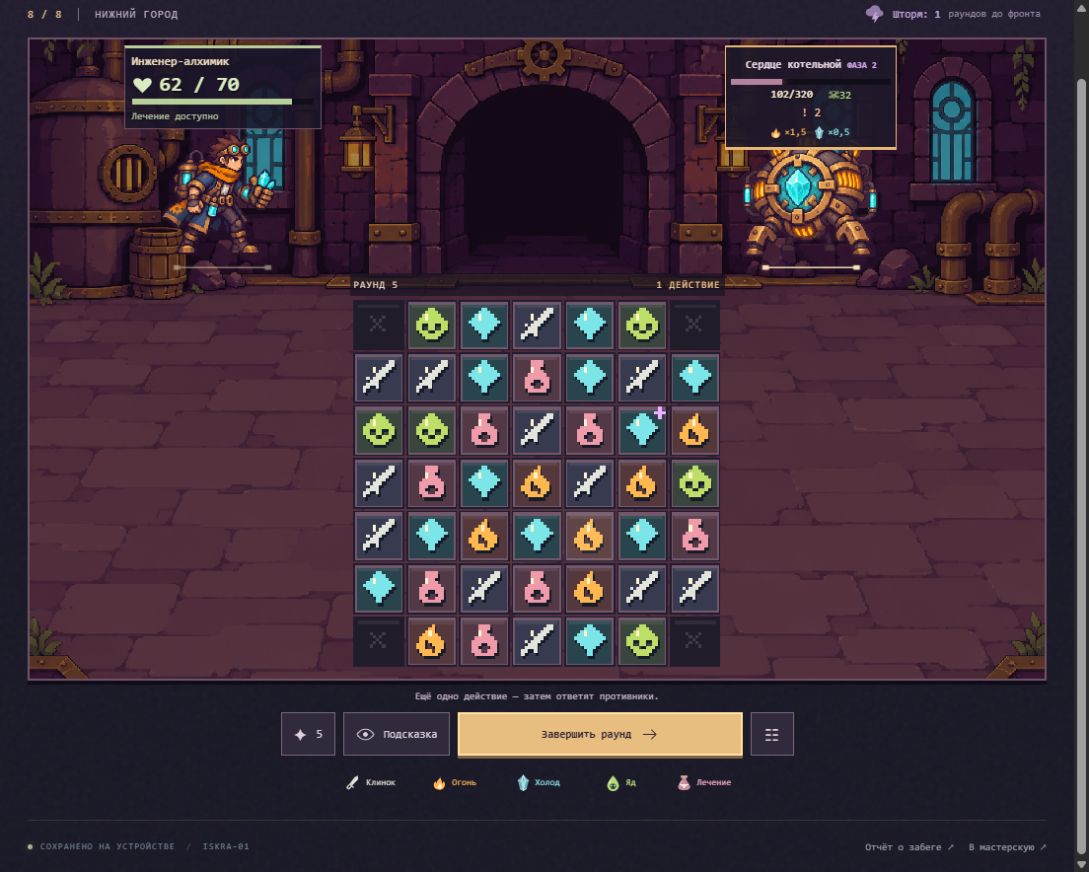 8 / 8 | НИЖНИЙ ГОРОД
Шторм: 1 раундов до фронта
Инженер-алхимик
62 / 70
Лечение доступно
Сердце котельной ФАЗА 2
102/320 32
! 2
×1,5 ×0,5
РАУНД 5
1 ДЕЙСТВИЕ
Ещё одно действие — затем ответят противники.
5
Подсказка
Завершить раунд →
Клинок
Огонь
Холод
Яд
Лечение
СОХРАНЕНО НА УСТРОЙСТВЕ / ISKRA-01
Отчёт о забеге ↗
В мастерскую ↗